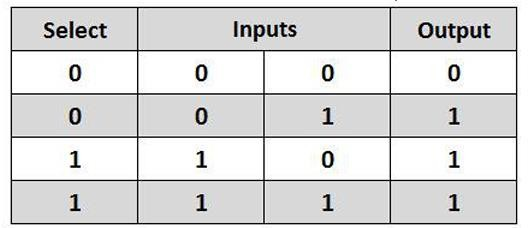 Select Inputs Output
0 0 0 0
0 0 1 1
1 1 0 1
1 1 1 1